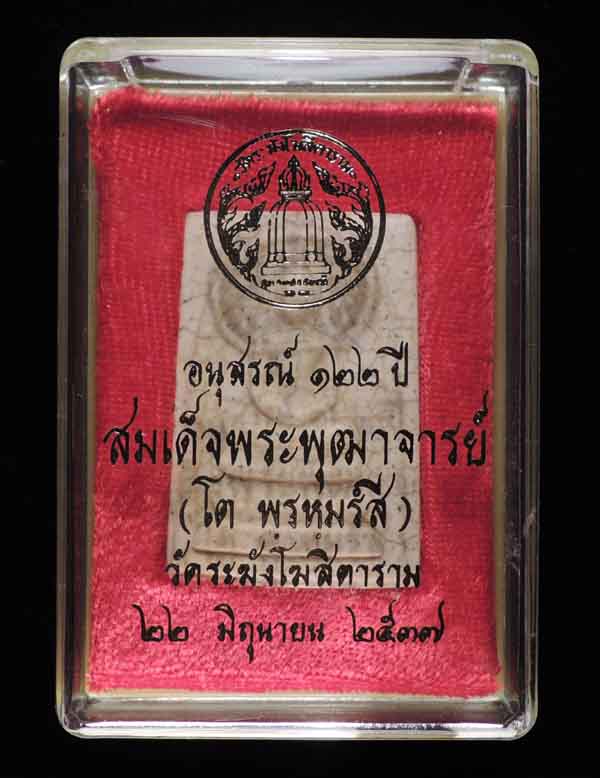 อนุสรณ์ ๑๒๒ ปี
สมเด็จพระพุฒาจารย์
(โต พฺรหฺมรํสี)
วัดระฆังโฆสิตาราม
๒๒ มิถุนายน ๒๕๓๗